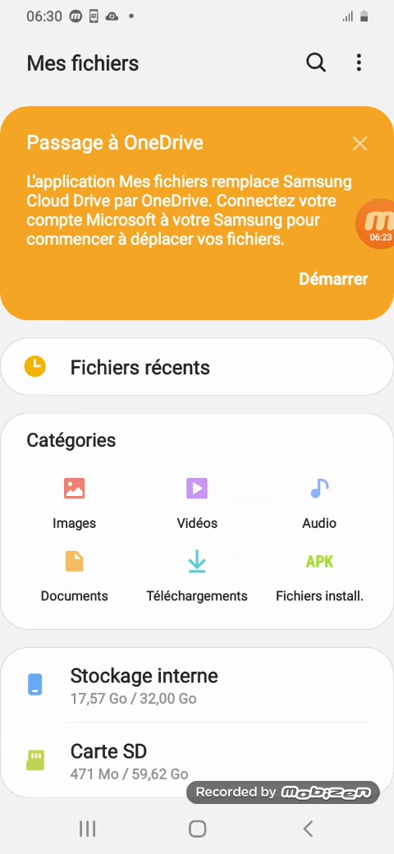 06:30
Mes fichiers
Passage à OneDrive
L'application Mes fichiers remplace Samsung
Cloud Drive par OneDrive. Connectez votre
compte Microsoft à votre Samsung pour
commencer à déplacer vos fichiers.
06:23
Démarrer
Fichiers récents
Catégories
Images Vidéos Audio
APK
Documents Téléchargements Fichiers install.
Stockage interne
17,57 Go / 32,00 Go
Carte SD
471 Mo / 59,62 Go
Recorded by mobizen